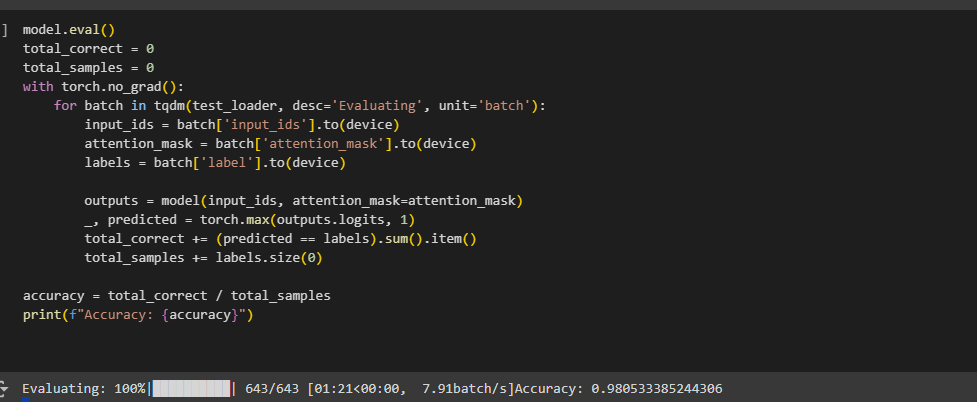 ] model.eval()
total_correct = 0
total_samples = 0
with torch.no_grad():
    for batch in tqdm(test_loader, desc='Evaluating', unit='batch'):
        input_ids = batch['input_ids'].to(device)
        attention_mask = batch['attention_mask'].to(device)
        labels = batch['label'].to(device)

        outputs = model(input_ids, attention_mask=attention_mask)
        _, predicted = torch.max(outputs.logits, 1)
        total_correct += (predicted == labels).sum().item()
        total_samples += labels.size(0)

accuracy = total_correct / total_samples
print(f"Accuracy: {accuracy}")
Evaluating: 100%|██████████| 643/643 [01:21<00:00,  7.91batch/s]Accuracy: 0.980533385244306